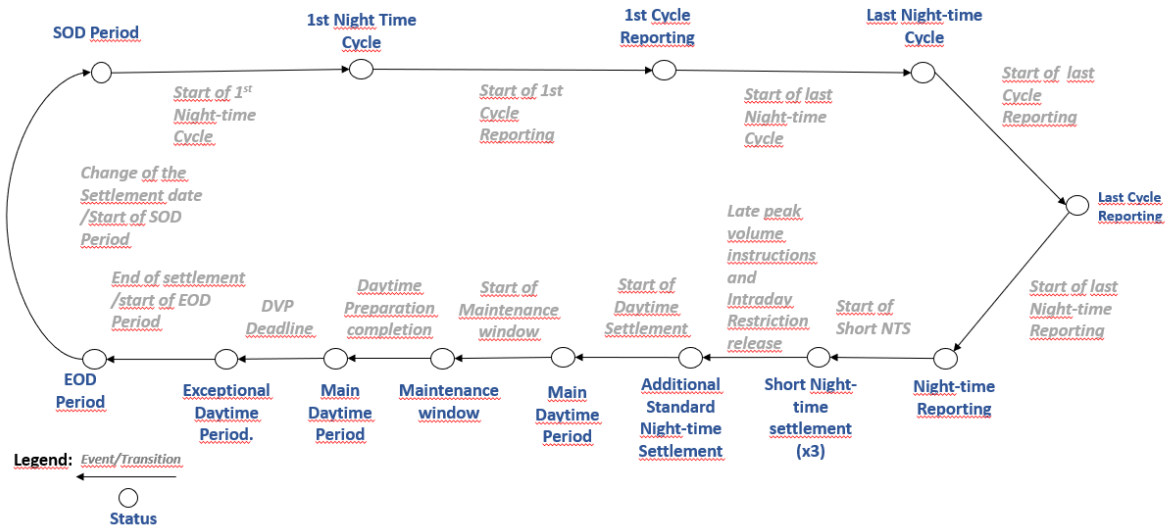 SOD Period
1st Night Time
Cycle
1st Cycle
Reporting
Last Night-time
Cycle
Start of 1st
Night-time
Cycle
Start of 1st
Cycle
Reporting
Start of last
Night-time
Cycle
Start of last
Cycle
Reporting
Change of the
Settlement date
/Start of SOD
Period
Last Cycle
Reporting
End of settlement
/start of EOD
Period
DVP
Deadline
Daytime
Preparation
completion
Start of
Maintenance
window
Start of
Daytime
Settlement
Late peak
volume
instructions
and
Intraday
Restriction
release
Start of
Short NTS
Start of last
Night-time
Reporting
EOD
Period
Exceptional
Daytime
Period.
Main
Daytime
Period
Maintenance
window
Main
Daytime
Period
Additional
Standard
Night-time
Settlement
Short Night-
time
settlement
(x3)
Night-time
Reporting
Legend: Event/Transition
Status